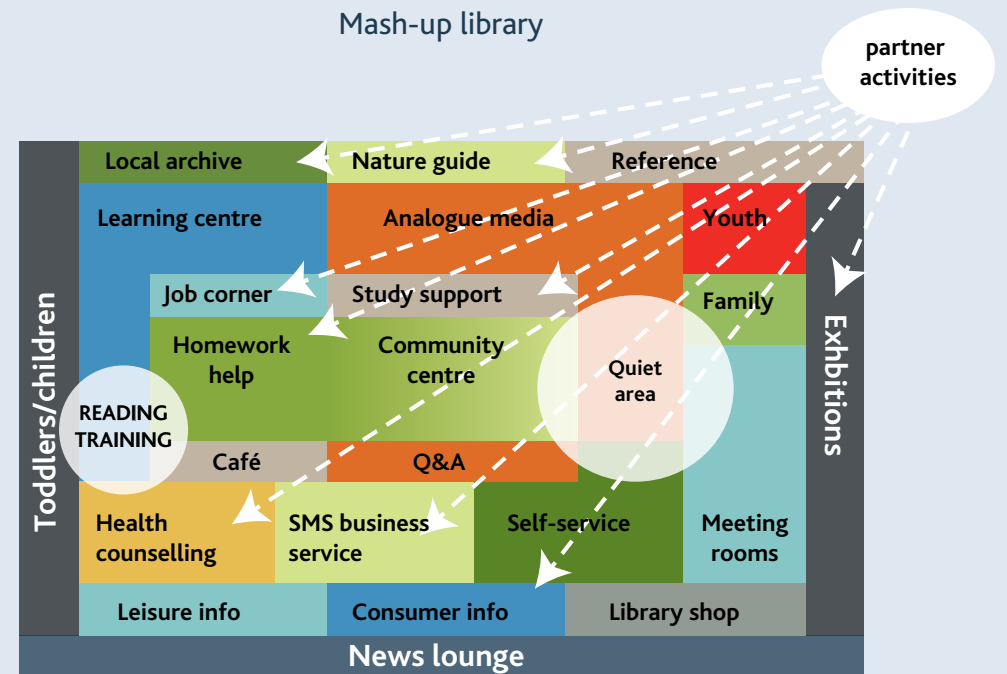 Mash-up library
partner
activities
Local archive
Nature guide
Reference
Learning centre
Analogue media
Youth
Job corner
Study support
Family
Toddlers/children
Exhbitions
Homework
help
Community
centre
Quiet
area
READING
TRAINING
Café
Q&A
Health
counselling
SMS business
service
Self-service
Meeting
rooms
Leisure info
Consumer info
Library shop
News lounge